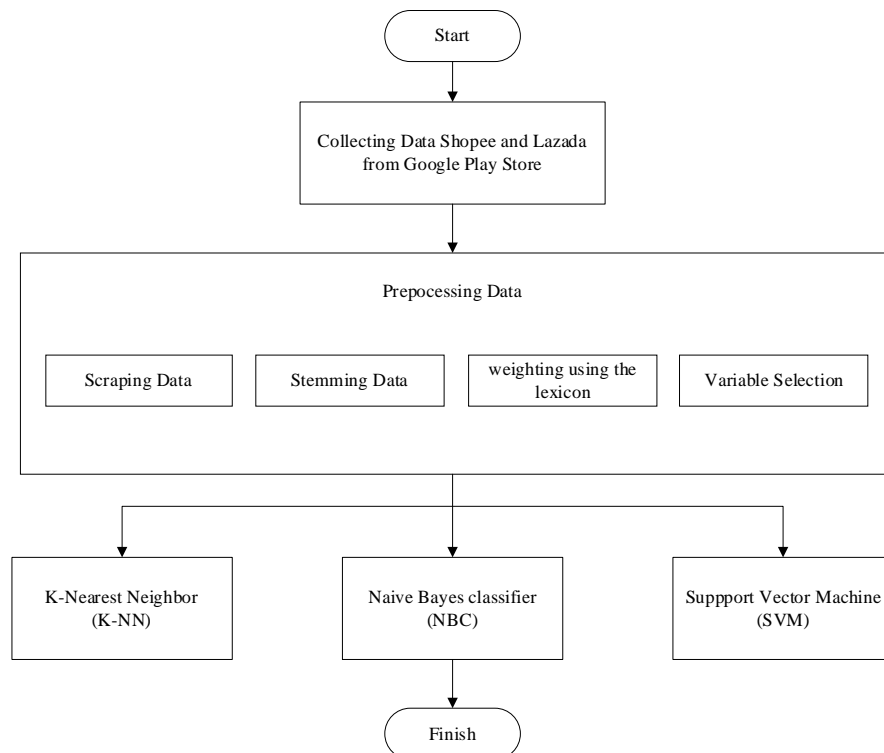 Start
Collecting Data Shopee and Lazada
from Google Play Store
Prepocessing Data
Scraping Data
Stemming Data
weighting using the
lexicon
Variable Selection
K-Nearest Neighbor
(K-NN)
Naive Bayes classifier
(NBC)
Suppport Vector Machine
(SVM)
Finish